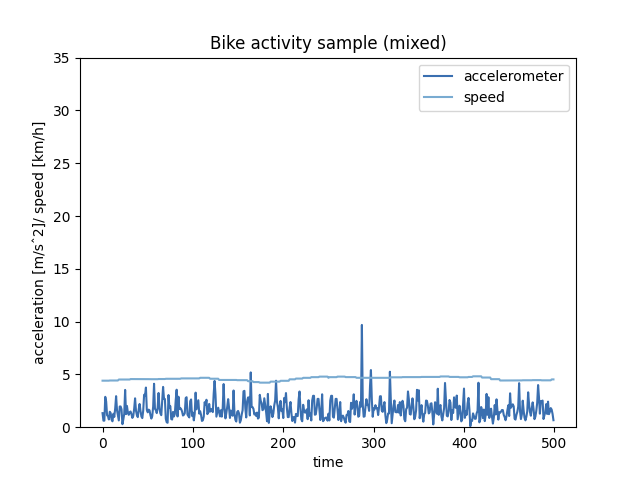 Bike activity sample (mixed)
35
30
25
20
15
10
5
0
acceleration [m/sˆ2]/ speed [km/h]
accelerometer
speed
0
100
200
300
400
500
time